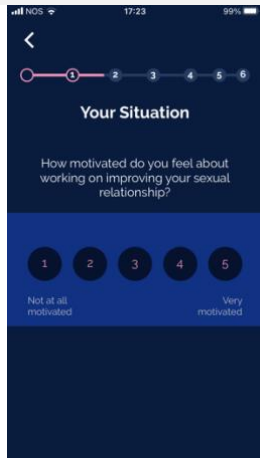 NOS 17:23 99%
1 2 3 4 5 6
Your Situation
How motivated do you feel about
working on improving your sexual
relationship?
1 2 3 4 5
Not at all Very
motivated motivated